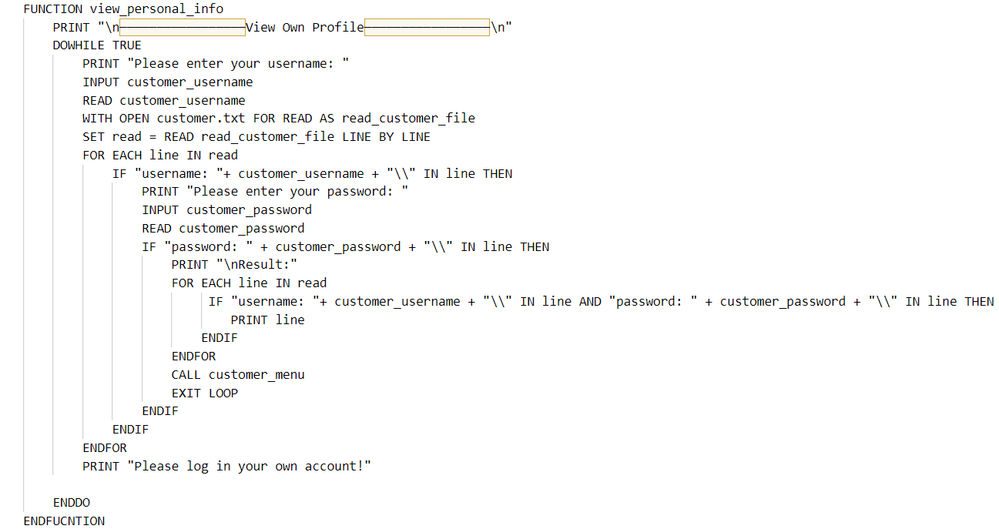 FUNCTION view_personal_info
PRINT "\n─────────────────View Own Profile─────────────────\n"
DOWHILE TRUE
PRINT "Please enter your username: "
INPUT customer_username
READ customer_username
WITH OPEN customer.txt FOR READ AS read_customer_file
SET read = READ read_customer_file LINE BY LINE
FOR EACH line IN read
IF "username: "+ customer_username + "\\" IN line THEN
PRINT "Please enter your password: "
INPUT customer_password
READ customer_password
IF "password: " + customer_password + "\\" IN line THEN
PRINT "\nResult:"
FOR EACH line IN read
IF "username: "+ customer_username + "\\" IN line AND "password: " + customer_password + "\\" IN line THEN
PRINT line
ENDIF
ENDFOR
CALL customer_menu
EXIT LOOP
ENDIF
ENDIF
ENDFOR
PRINT "Please log in your own account!"
ENDDO
ENDFUCNTION